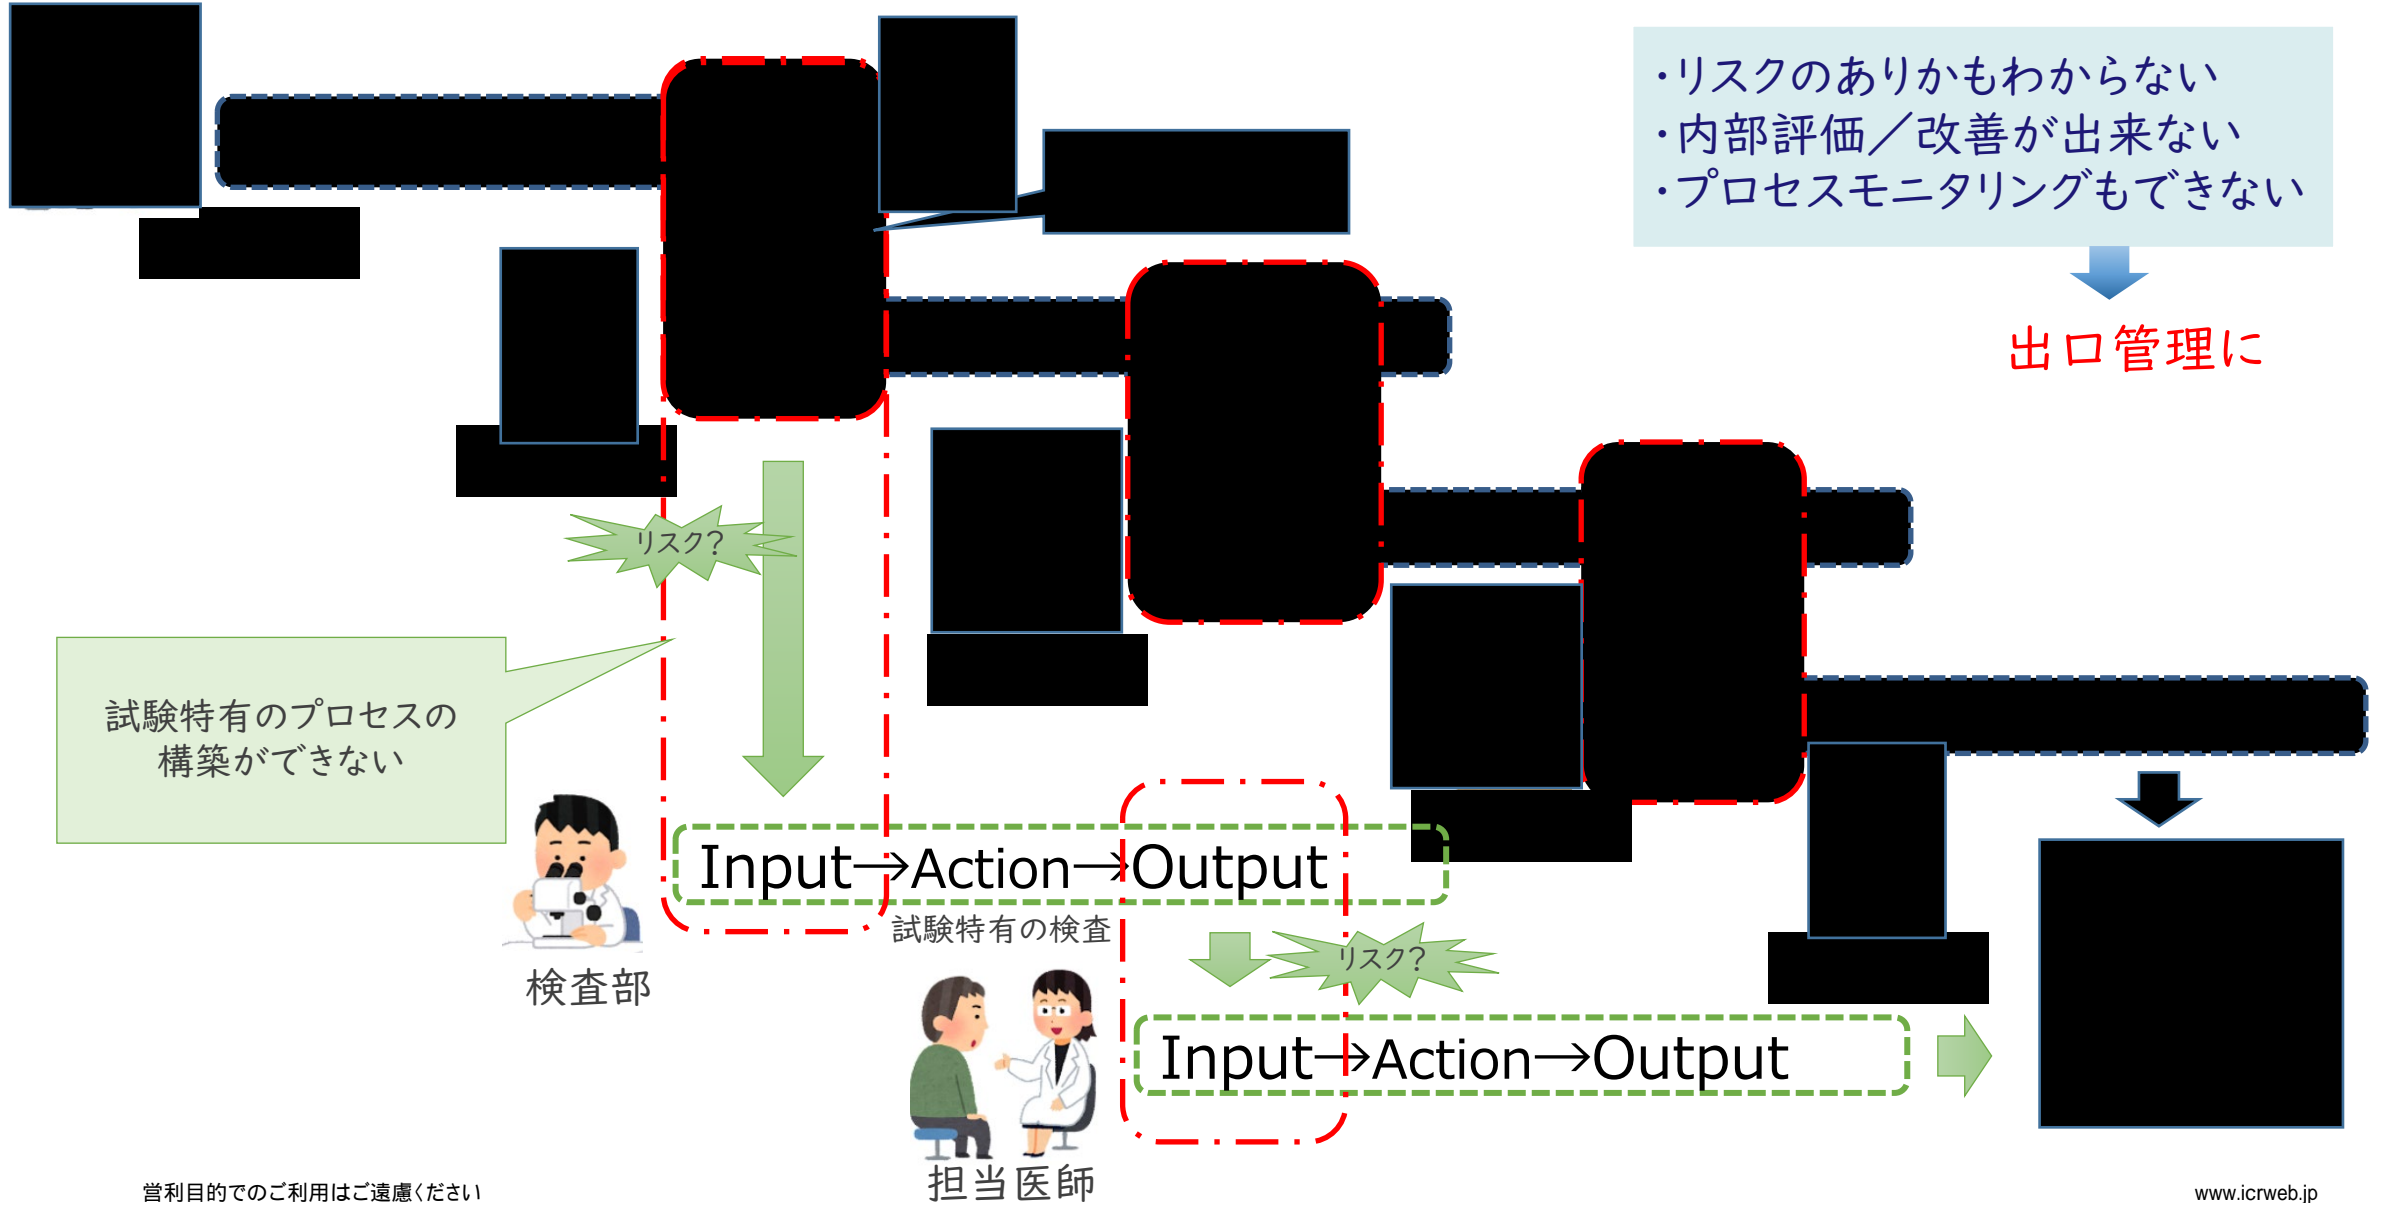 ・リスクのありかもわからない
・内部評価／改善が出来ない
・プロセスモニタリングもできない
出口管理に
リスク?
試験特有のプロセスの
構築ができない
Input→Action→Output
試験特有の検査
検査部
リスク?
Input→Action→Output
担当医師
営利目的でのご利用はご遠慮ください
www.icrweb.jp